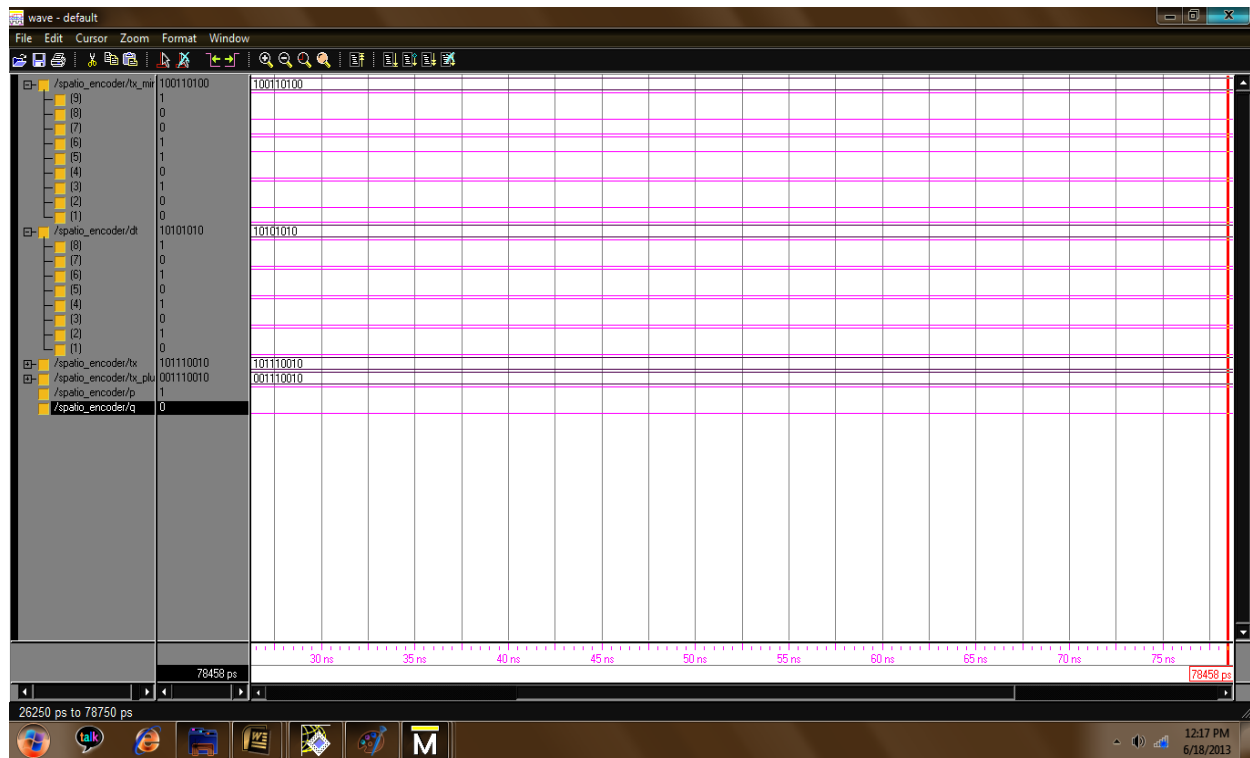 wave - default
File Edit Cursor Zoom Format Window
/spatio_encoder/tx_mir 100110100 100110100
(9) 1
(8) 0
(7) 0
(6) 1
(5) 1
(4) 0
(3) 1
(2) 0
(1) 0
/spatio_encoder/dt 10101010 10101010
(8) 1
(7) 0
(6) 1
(5) 0
(4) 1
(3) 0
(2) 1
(1) 0
/spatio_encoder/tx 101110010 101110010
/spatio_encoder/tx_plu 001110010 001110010
/spatio_encoder/p 1
/spatio_encoder/q 0
30 ns 35 ns 40 ns 45 ns 50 ns 55 ns 60 ns 65 ns 70 ns 75 ns
78458 ps 78458 ps
26250 ps to 78750 ps
talk W M 12:17 PM
6/18/2013